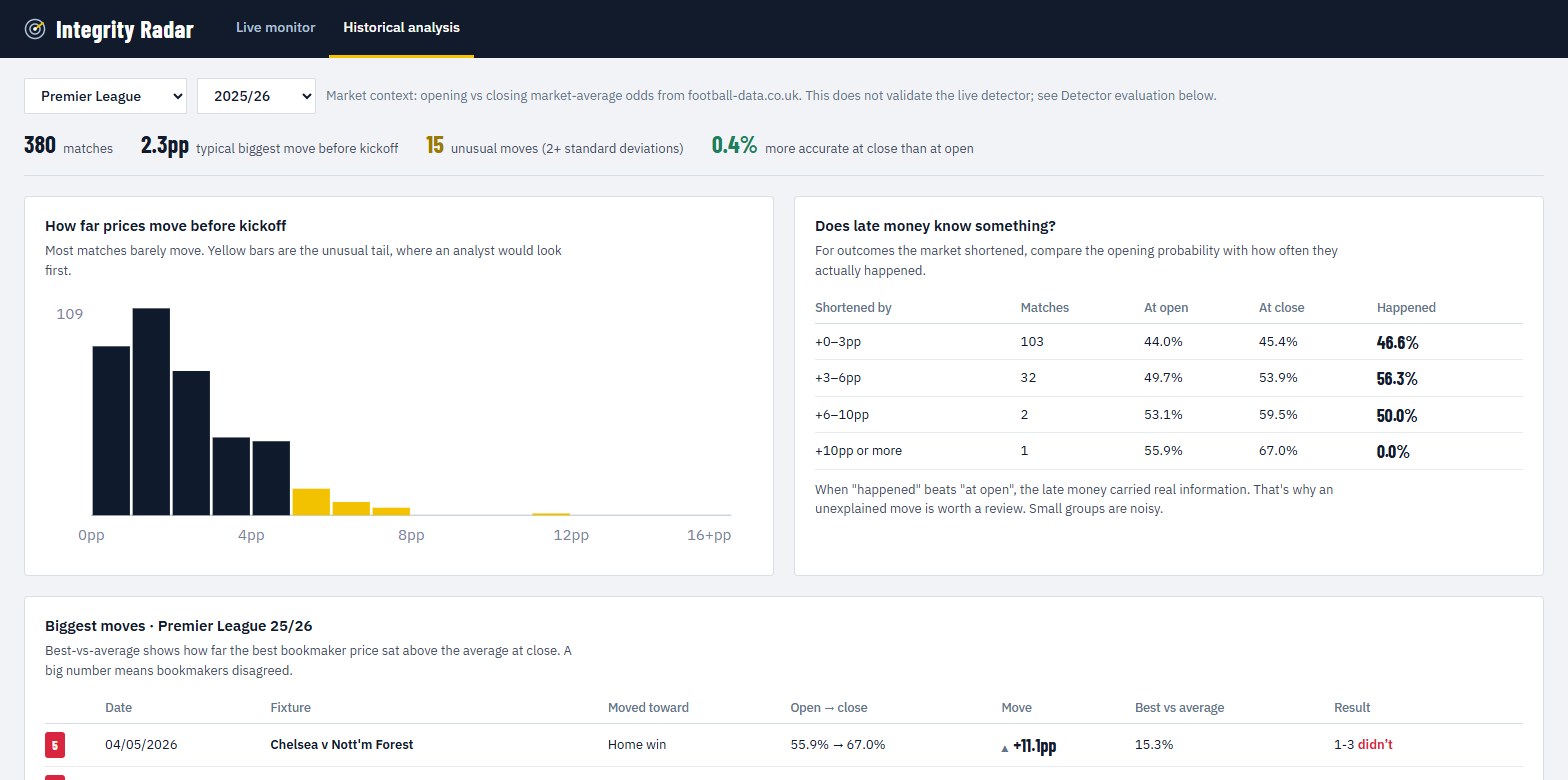 Integrity Radar Live monitor Historical analysis
Premier League 2025/26 Market context: opening vs closing market-average odds from football-data.co.uk. This does not validate the live detector; see Detector evaluation below.
380 matches 2.3pp typical biggest move before kickoff 15 unusual moves (2+ standard deviations) 0.4% more accurate at close than at open
How far prices move before kickoff
Most matches barely move. Yellow bars are the unusual tail, where an analyst would look
first.
109
0pp 4pp 8pp 12pp 16+pp
Does late money know something?
For outcomes the market shortened, compare the opening probability with how often they
actually happened.
Shortened by Matches At open At close Happened
+0–3pp 103 44.0% 45.4% 46.6%
+3–6pp 32 49.7% 53.9% 56.3%
+6–10pp 2 53.1% 59.5% 50.0%
+10pp or more 1 55.9% 67.0% 0.0%
When "happened" beats "at open", the late money carried real information. That's why an
unexplained move is worth a review. Small groups are noisy.
Biggest moves · Premier League 25/26
Best-vs-average shows how far the best bookmaker price sat above the average at close. A
big number means bookmakers disagreed.
Date Fixture Moved toward Open → close Move Best vs average Result
5 04/05/2026 Chelsea v Nott'm Forest Home win 55.9% → 67.0% ▲ +11.1pp 15.3% 1-3 didn't